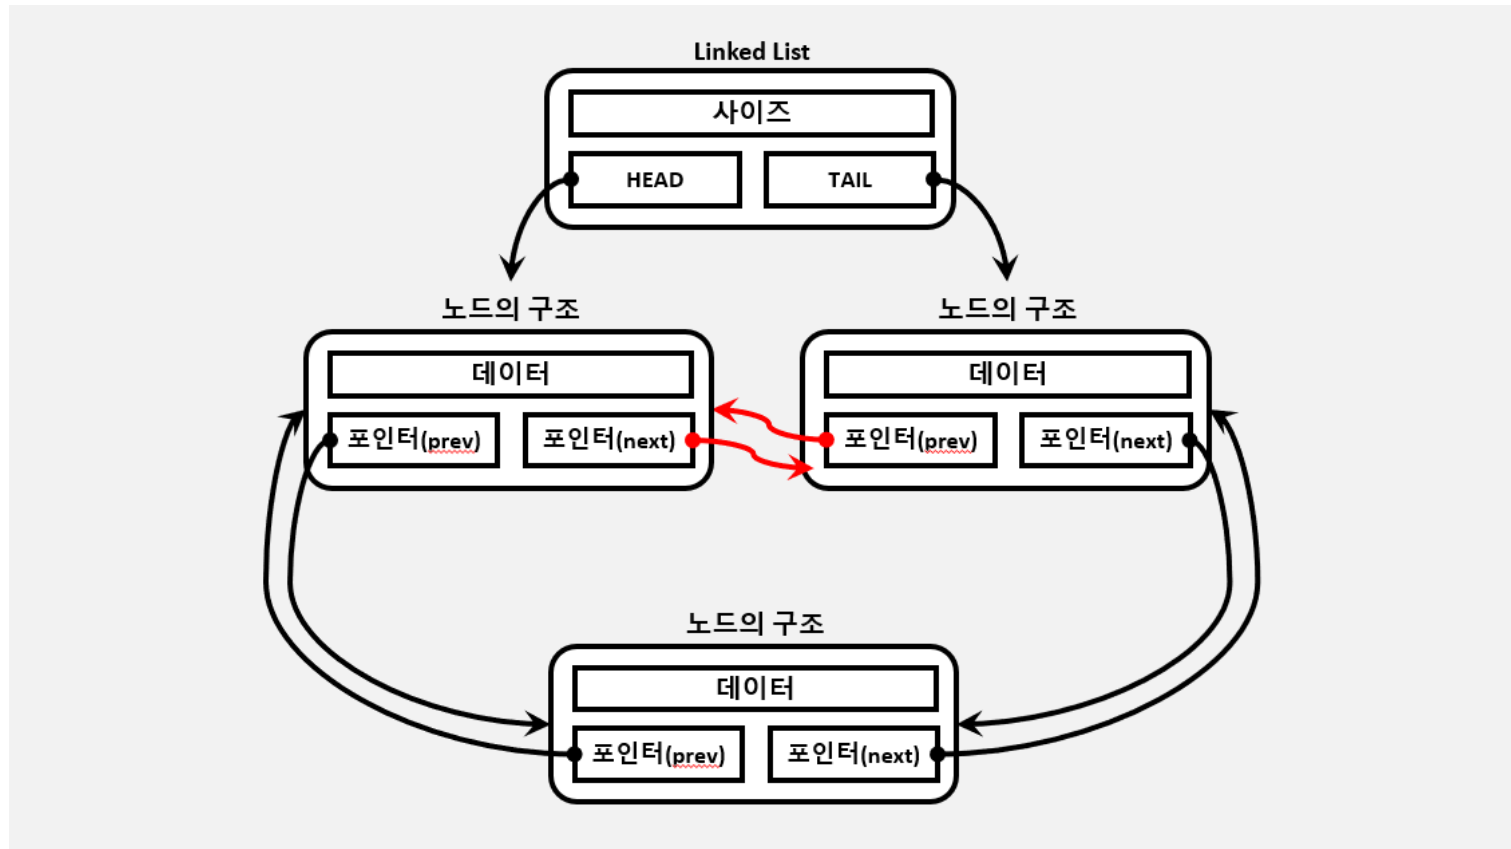 Linked List
사이즈
HEAD
TAIL
노드의 구조
노드의 구조
데이터
데이터
포인터(prev)
포인터(next)
포인터(prev)
포인터(next)
노드의 구조
데이터
포인터(prev)
포인터(next)